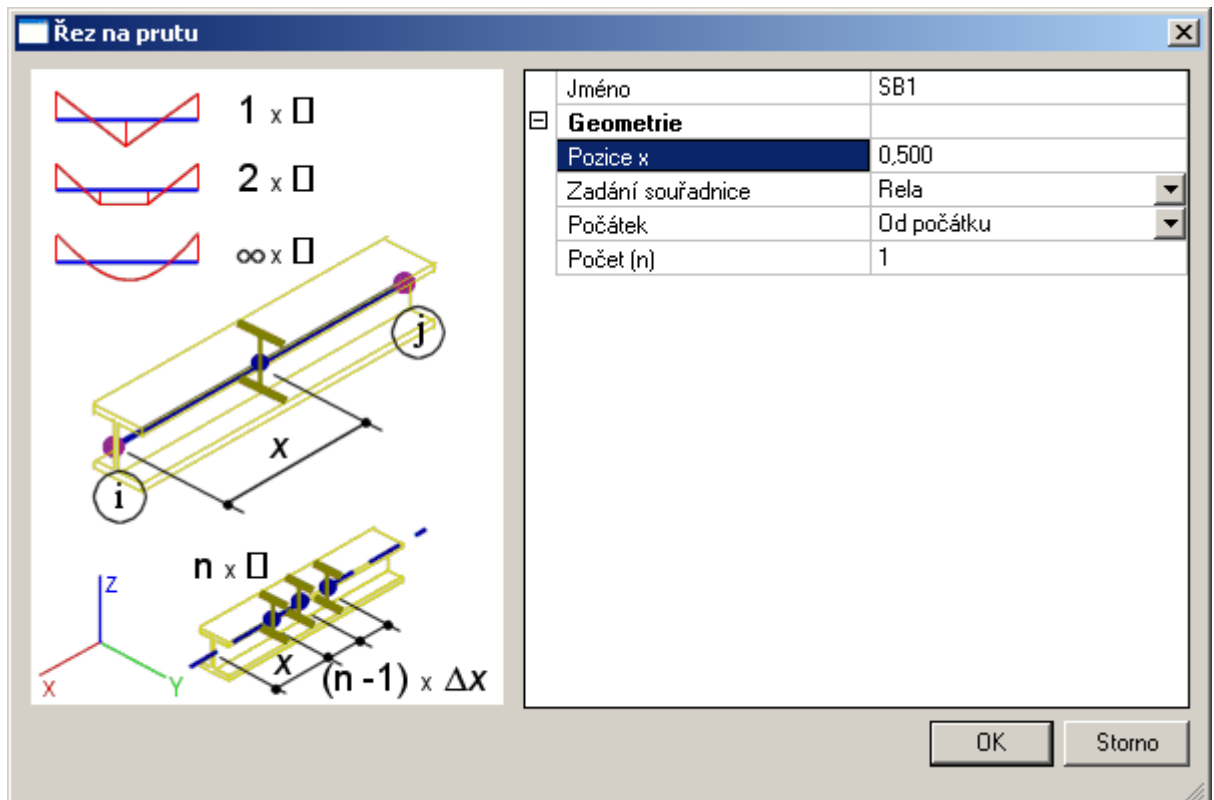 Řez na prutu
1 x
2 x
∞ x
x
i
j
n x
x
(n -1) x Δx
Z
X
Y
Jméno SB1
Geometrie
Pozice x 0,500
Zadání souřadnice Rela
Počátek Od počátku
Počet (n) 1
OK Storno